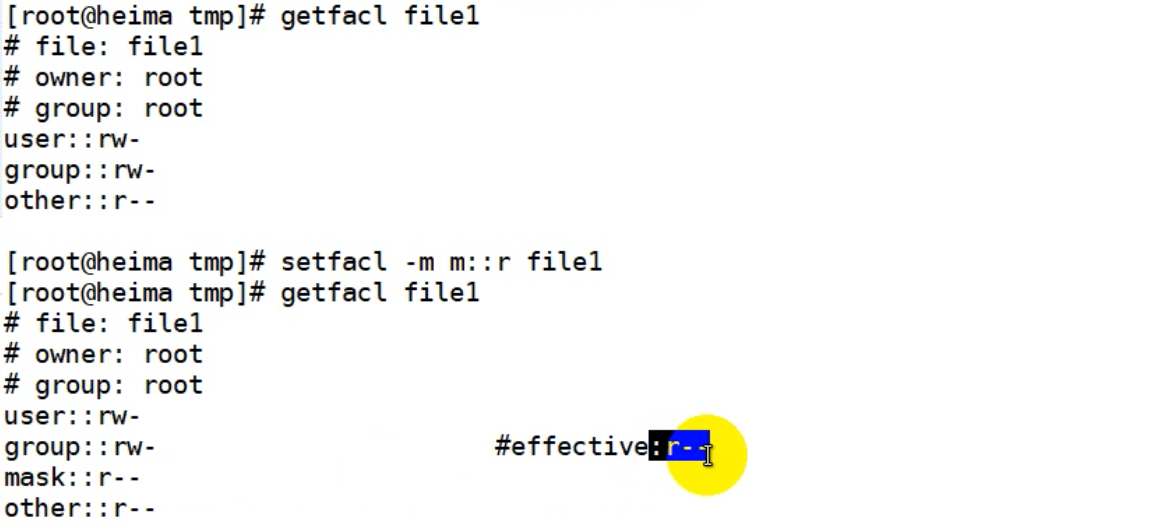 [root@heima tmp]# getfacl file1
# file: file1
# owner: root
# group: root
user::rw-
group::rw-
other::r--
[root@heima tmp]# setfacl -m m::r file1
[root@heima tmp]# getfacl file1
# file: file1
# owner: root
# group: root
user::rw-
group::rw- #effective:r--
mask::r--
other::r--